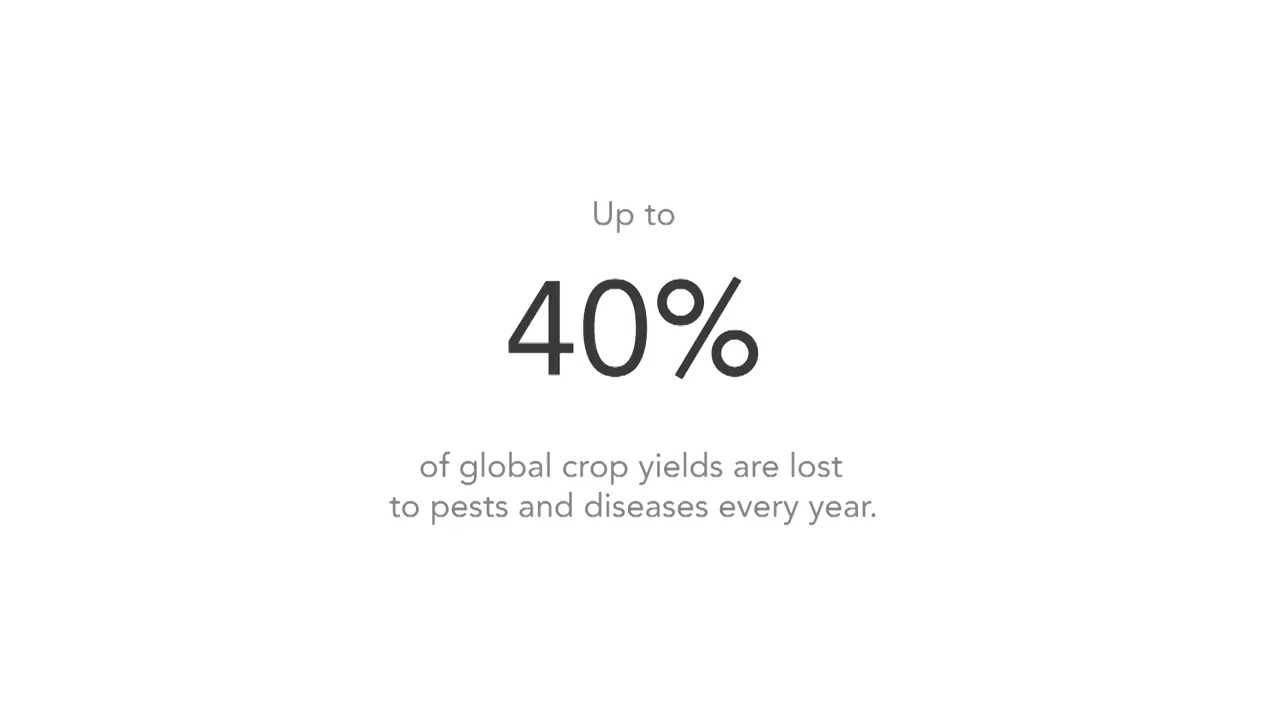 Up to
40%
of global crop yields are lost
to pests and diseases every year.